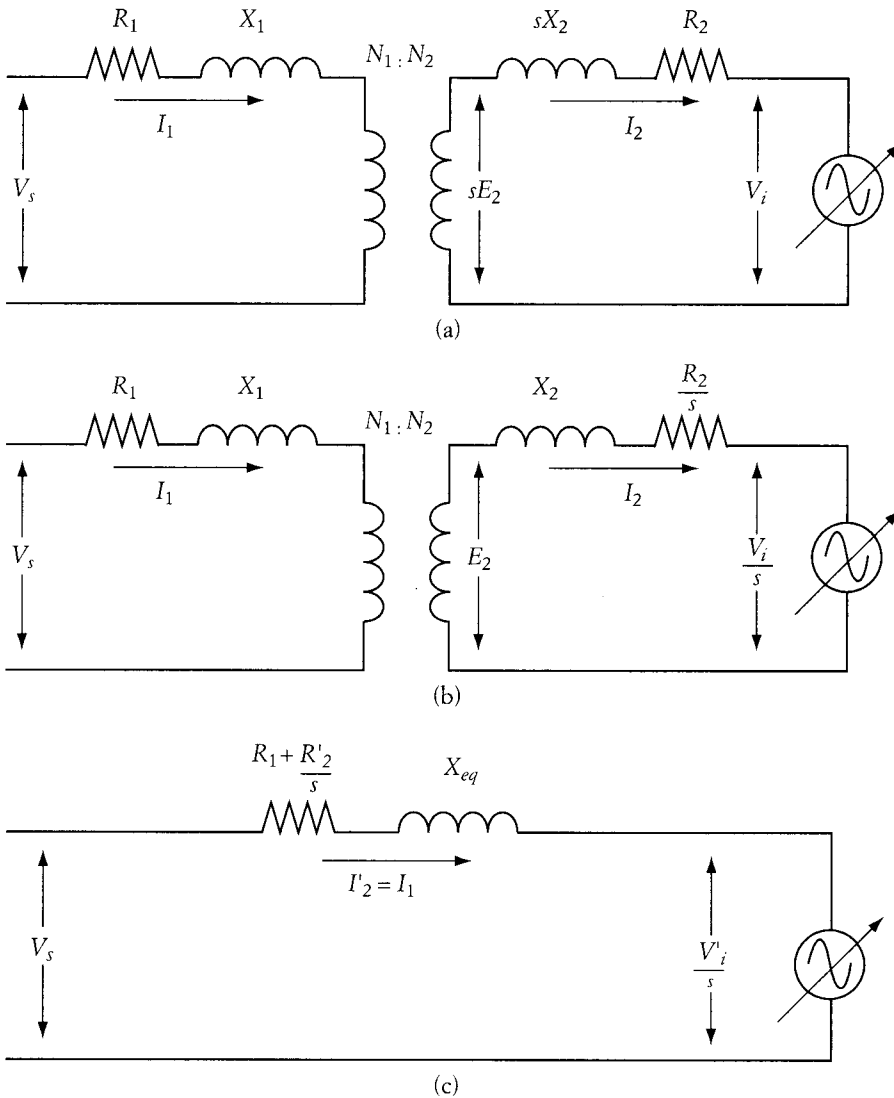 R₁ X₁ N₁ : N₂ sX₂ R₂
I₁ I₂
Vₛ sE₂ Vᵢ
(a)
R₁ X₁ N₁ : N₂ X₂ R₂/s
I₁ I₂
Vₛ E₂ Vᵢ/s
(b)
R₁ + R'₂/s X_eq
I'₂ = I₁
Vₛ V'ᵢ/s
(c)